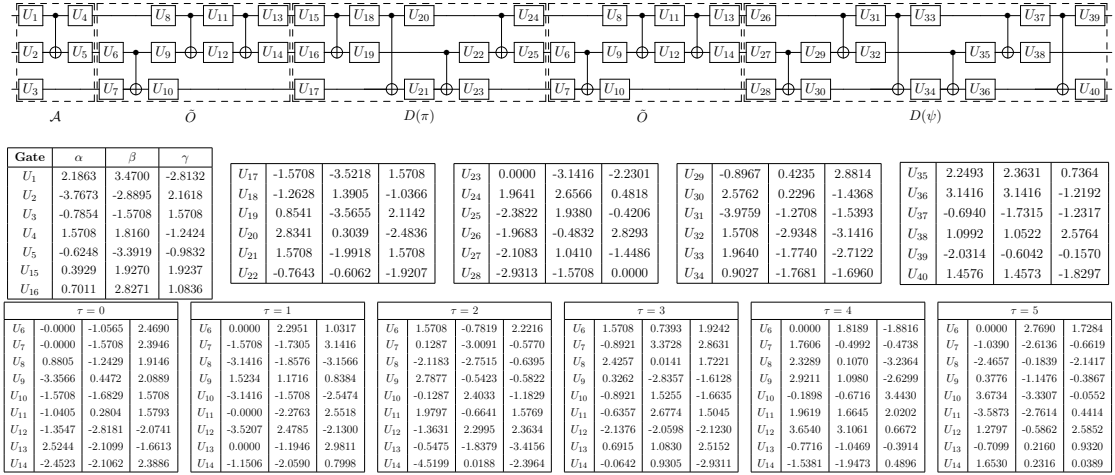 U1 U4 U8 U11 U13 U15 U18 U20 U24 U8 U11 U13 U26 U31 U33 U37 U39
U2 U5 U6 U9 U12 U14 U16 U19 U22 U25 U6 U9 U12 U14 U27 U29 U32 U35 U38
U3 U7 U10 U17 U21 U23 U7 U10 U28 U30 U34 U36 U40
𝒜 Õ D(π) Õ D(ψ)
Gate α β γ
U1 2.1863 3.4700 -2.8132
U2 -3.7673 -2.8895 2.1618
U3 -0.7854 -1.5708 1.5708
U4 1.5708 1.8160 -1.2424
U5 -0.6248 -3.3919 -0.9832
U15 0.3929 1.9270 1.9237
U16 0.7011 2.8271 1.0836
U17 -1.5708 -3.5218 1.5708
U18 -1.2628 1.3905 -1.0366
U19 0.8541 -3.5655 2.1142
U20 2.8341 0.3039 -2.4836
U21 1.5708 -1.9918 1.5708
U22 -0.7643 -0.6062 -1.9207
U23 0.0000 -3.1416 -2.2301
U24 1.9641 2.6566 0.4818
U25 -2.3822 1.9380 -0.4206
U26 -1.9683 -0.4832 2.8293
U27 -2.1083 1.0410 -1.4486
U28 -2.9313 -1.5708 0.0000
U29 -0.8967 0.4235 2.8814
U30 2.5762 0.2296 -1.4368
U31 -3.9759 -1.2708 -1.5393
U32 1.5708 -2.9348 -3.1416
U33 1.9640 -1.7740 -2.7122
U34 0.9027 -1.7681 -1.6960
U35 2.2493 2.3631 0.7364
U36 3.1416 3.1416 -1.2192
U37 -0.6940 -1.7315 -1.2317
U38 1.0992 1.0522 2.5764
U39 -2.0314 -0.6042 -0.1570
U40 1.4576 1.4573 -1.8297
τ = 0
U6 -0.0000 -1.0565 2.4690
U7 -0.0000 -1.5708 2.3946
U8 0.8805 -1.2429 1.9146
U9 -3.3566 0.4472 2.0889
U10 -1.5708 -1.6829 1.5708
U11 -1.0405 0.2804 1.5793
U12 -1.3547 -2.8181 -2.0741
U13 2.5244 -2.1099 -1.6613
U14 -2.4523 -2.1062 2.3886
τ = 1
U6 0.0000 2.2951 1.0317
U7 -1.5708 -1.7305 3.1416
U8 -3.1416 -1.8576 -3.1566
U9 1.5234 1.1716 0.8384
U10 -3.1416 -1.5708 -2.5474
U11 -0.0000 -2.2763 2.5518
U12 -3.5207 2.4785 -2.1300
U13 0.0000 -1.1946 2.9811
U14 -1.1506 -2.0590 0.7998
τ = 2
U6 1.5708 -0.7819 2.2216
U7 0.1287 -3.0091 -0.5770
U8 -2.1183 -2.7515 -0.6395
U9 2.7877 -0.5423 -0.5822
U10 -0.1287 2.4033 -1.1829
U11 1.9797 -0.6641 1.5769
U12 -1.3631 2.2995 2.3634
U13 -0.5475 -1.8379 -3.4156
U14 -4.5199 0.0188 -2.3964
τ = 3
U6 1.5708 0.7393 1.9242
U7 -0.8921 3.3728 2.8631
U8 2.4257 0.0141 1.7221
U9 0.3262 -2.8357 -1.6128
U10 -0.8921 1.5255 -1.6635
U11 -0.6357 2.6774 1.5045
U12 -2.1376 -2.0598 -2.1230
U13 0.6915 1.0830 2.5152
U14 -0.0642 0.9305 -2.9311
τ = 4
U6 0.0000 1.8189 -1.8816
U7 1.7606 -0.4992 -0.4738
U8 2.3289 0.1070 -3.2364
U9 2.9211 1.0980 -2.6299
U10 -0.1898 -0.6716 3.4430
U11 1.9619 1.6645 2.0202
U12 3.6540 3.1061 0.6672
U13 -0.7716 -1.0469 -0.3914
U14 -1.5381 -1.9473 0.4896
τ = 5
U6 0.0000 2.7690 1.7284
U7 -1.0390 -2.6136 -0.6619
U8 -2.4657 -0.1839 -2.1417
U9 0.3776 -1.1476 -0.3867
U10 3.6734 -3.3107 -0.0552
U11 -3.5873 -2.7614 0.4414
U12 1.2797 -0.5862 2.5852
U13 -0.7099 0.2160 0.9320
U14 1.6530 0.2316 0.0389